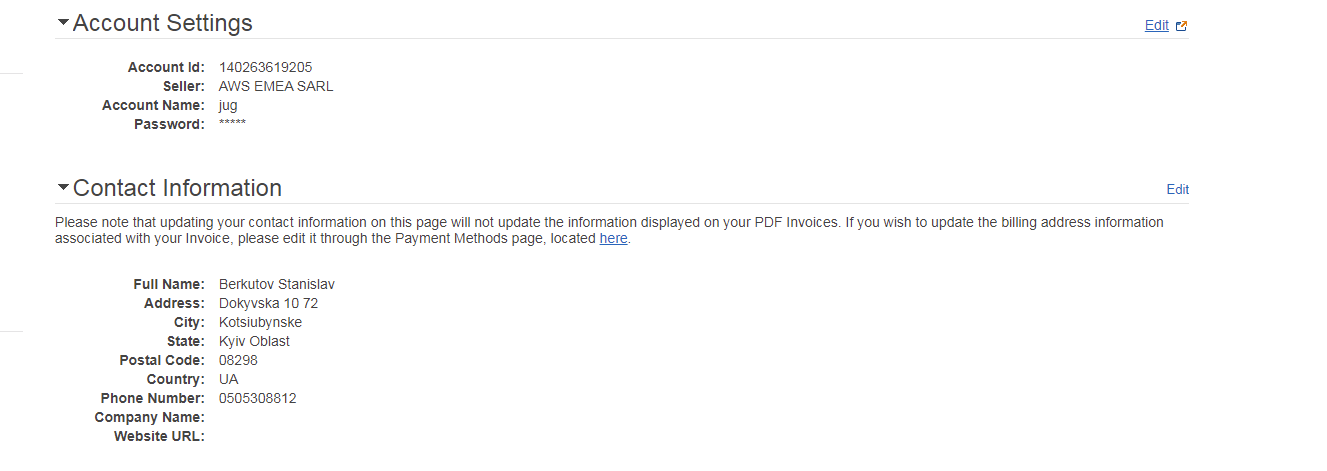 Account Settings
Edit
Account Id: 140263619205
Seller: AWS EMEA SARL
Account Name: jug
Password: *****
Contact Information
Edit
Please note that updating your contact information on this page will not update the information displayed on your PDF Invoices. If you wish to update the billing address information
associated with your Invoice, please edit it through the Payment Methods page, located here.
Full Name: Berkutov Stanislav
Address: Dokyvska 10 72
City: Kotsiubynske
State: Kyiv Oblast
Postal Code: 08298
Country: UA
Phone Number: 0505308812
Company Name:
Website URL: